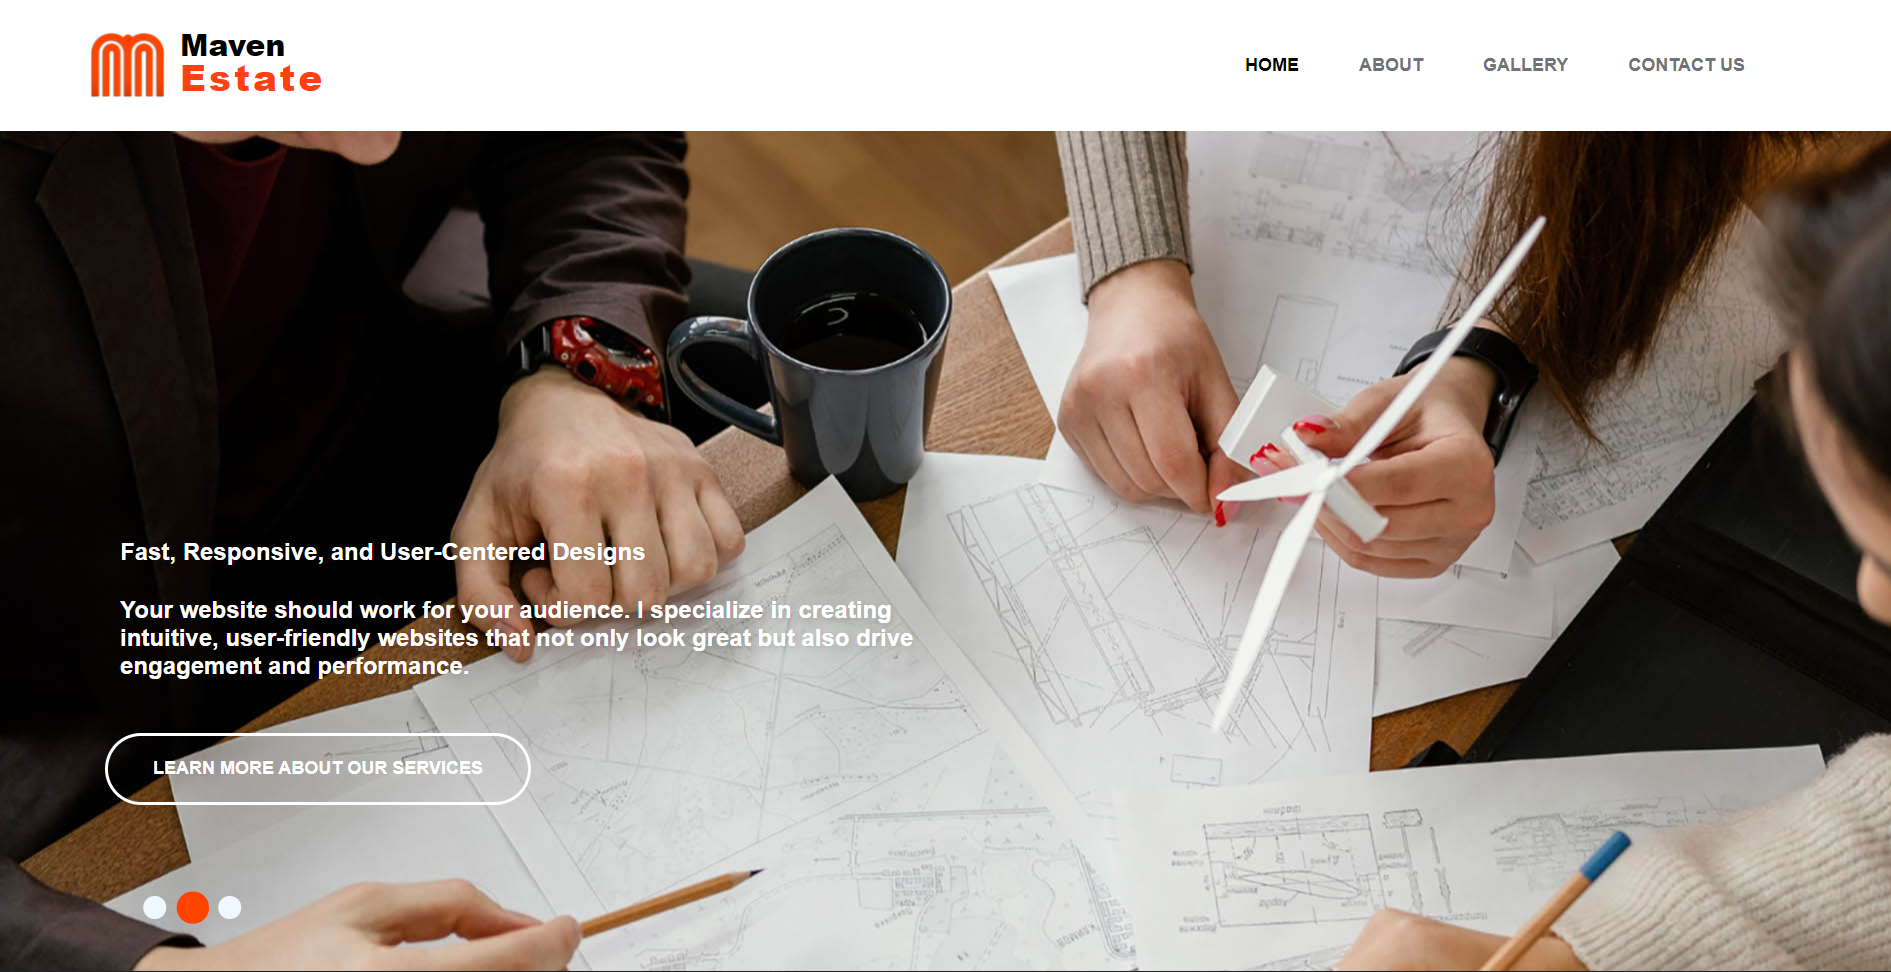 Maven
Estate
HOME
ABOUT
GALLERY
CONTACT US
Fast, Responsive, and User-Centered Designs
Your website should work for your audience. I specialize in creating
intuitive, user-friendly websites that not only look great but also drive
engagement and performance.
LEARN MORE ABOUT OUR SERVICES